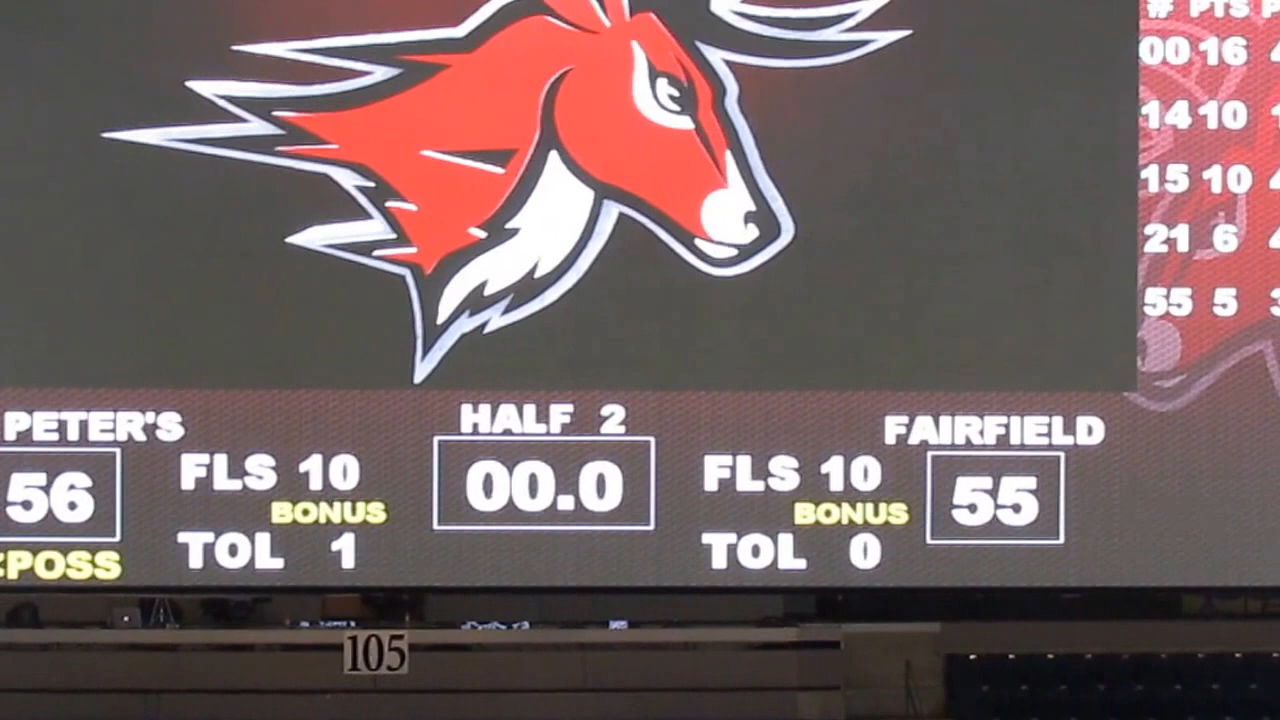 # PTS
00 16
14 10
15 10
21 6
55 5
PETER'S HALF 2 FAIRFIELD
56 FLS 10 00.0 FLS 10 55
BONUS BONUS
POSS TOL 1 TOL 0
105